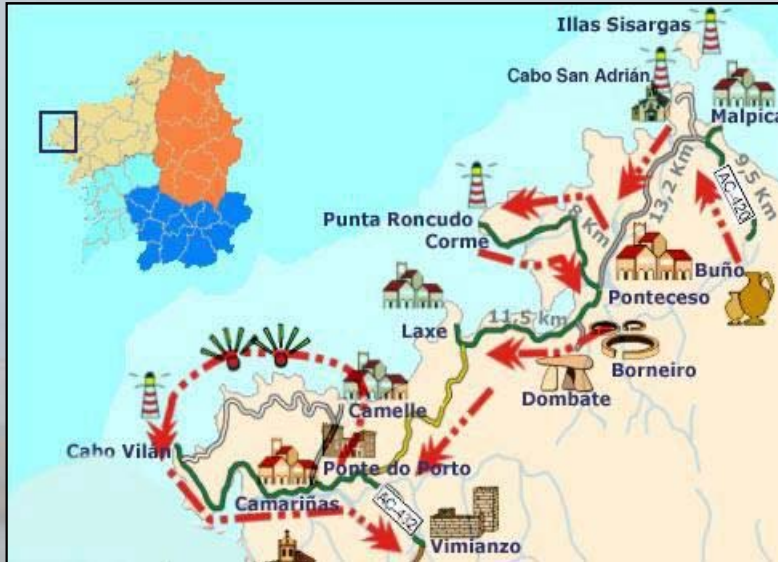 Illas Sisargas
Cabo San Adrián
Malpica
9,5 Km
AC-420
13,2 Km
Punta Roncudo
8 Km
Corme
Buño
Ponteceso
11,5 km
Laxe
Borneiro
Dombate
Camelle
Cabo Vilán
Ponte do Porto
Camariñas
AC-432
Vimianzo